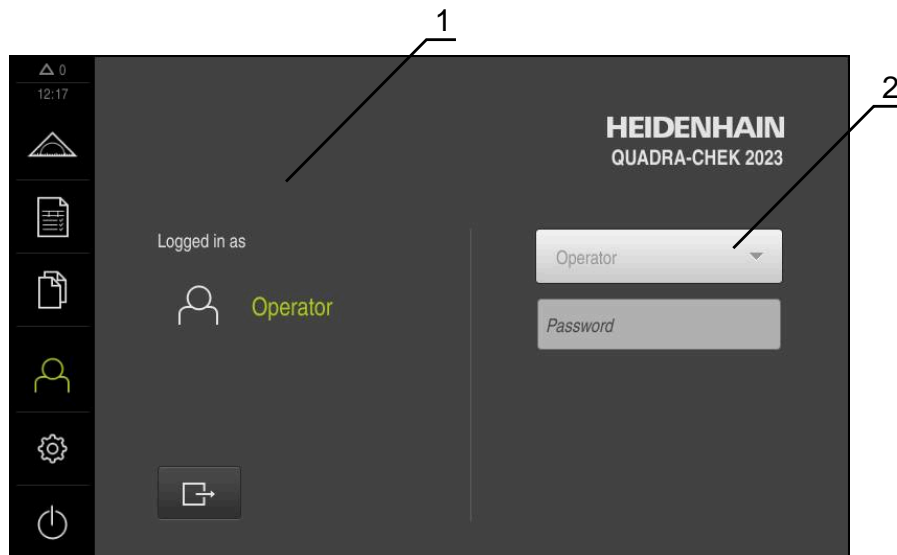 1
0
12:17
2
HEIDENHAIN
QUADRA-CHEK 2023
Logged in as
Operator
Operator
Password